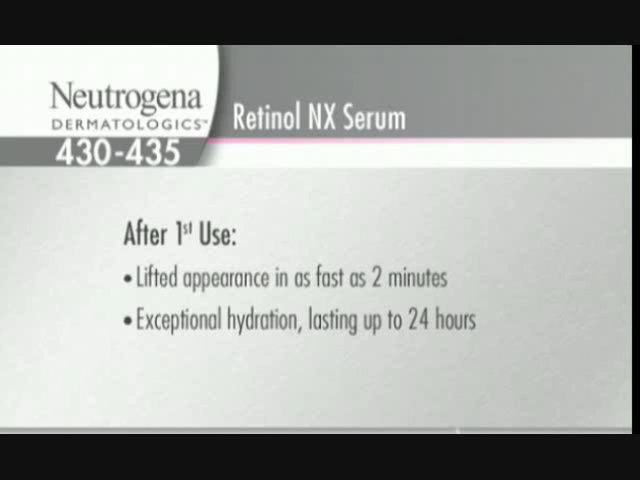 Neutrogena
DERMATOLOGICS™
430-435
Retinol NX Serum
After 1st Use:
• Lifted appearance in as fast as 2 minutes
• Exceptional hydration, lasting up to 24 hours